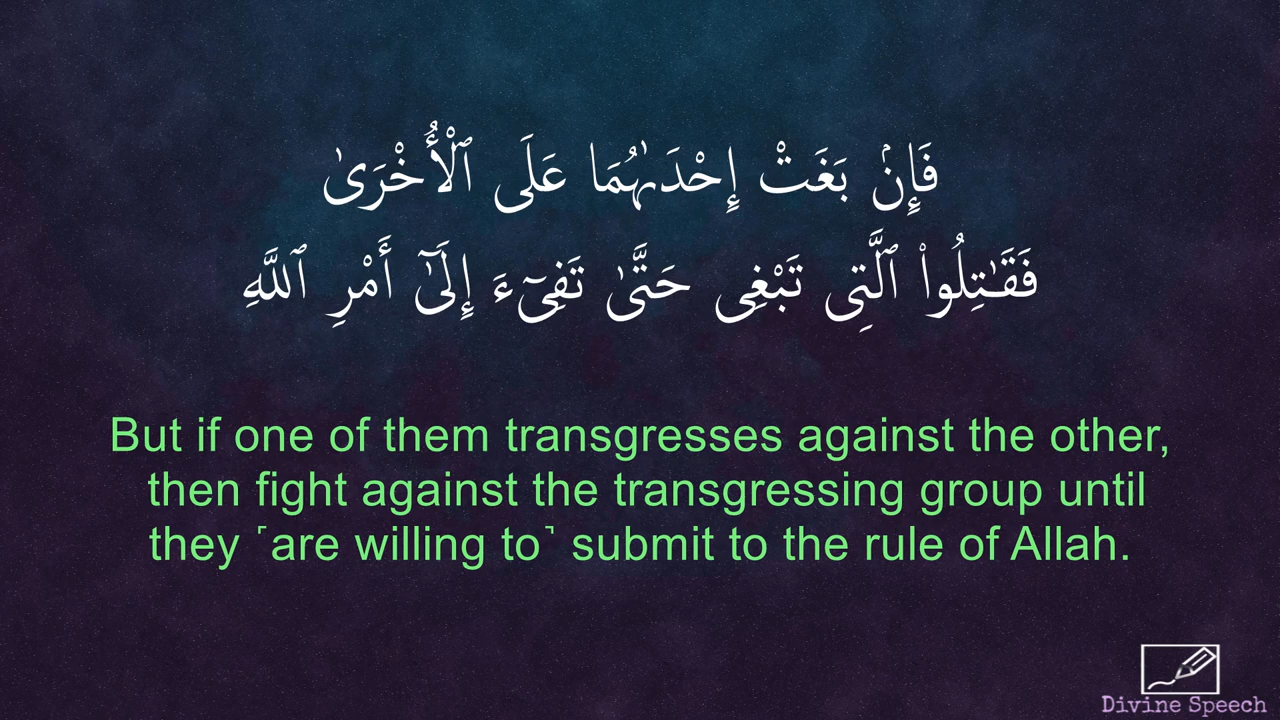 فَإِنۢ بَغَتْ إِحْدَىٰهُمَا عَلَى ٱلْأُخْرَىٰ
فَقَـٰتِلُوا۟ ٱلَّتِى تَبْغِى حَتَّىٰ تَفِىٓءَ إِلَىٰٓ أَمْرِ ٱللَّهِ
But if one of them transgresses against the other,
then fight against the transgressing group until
they ˹are willing to˺ submit to the rule of Allah.
Divine Speech